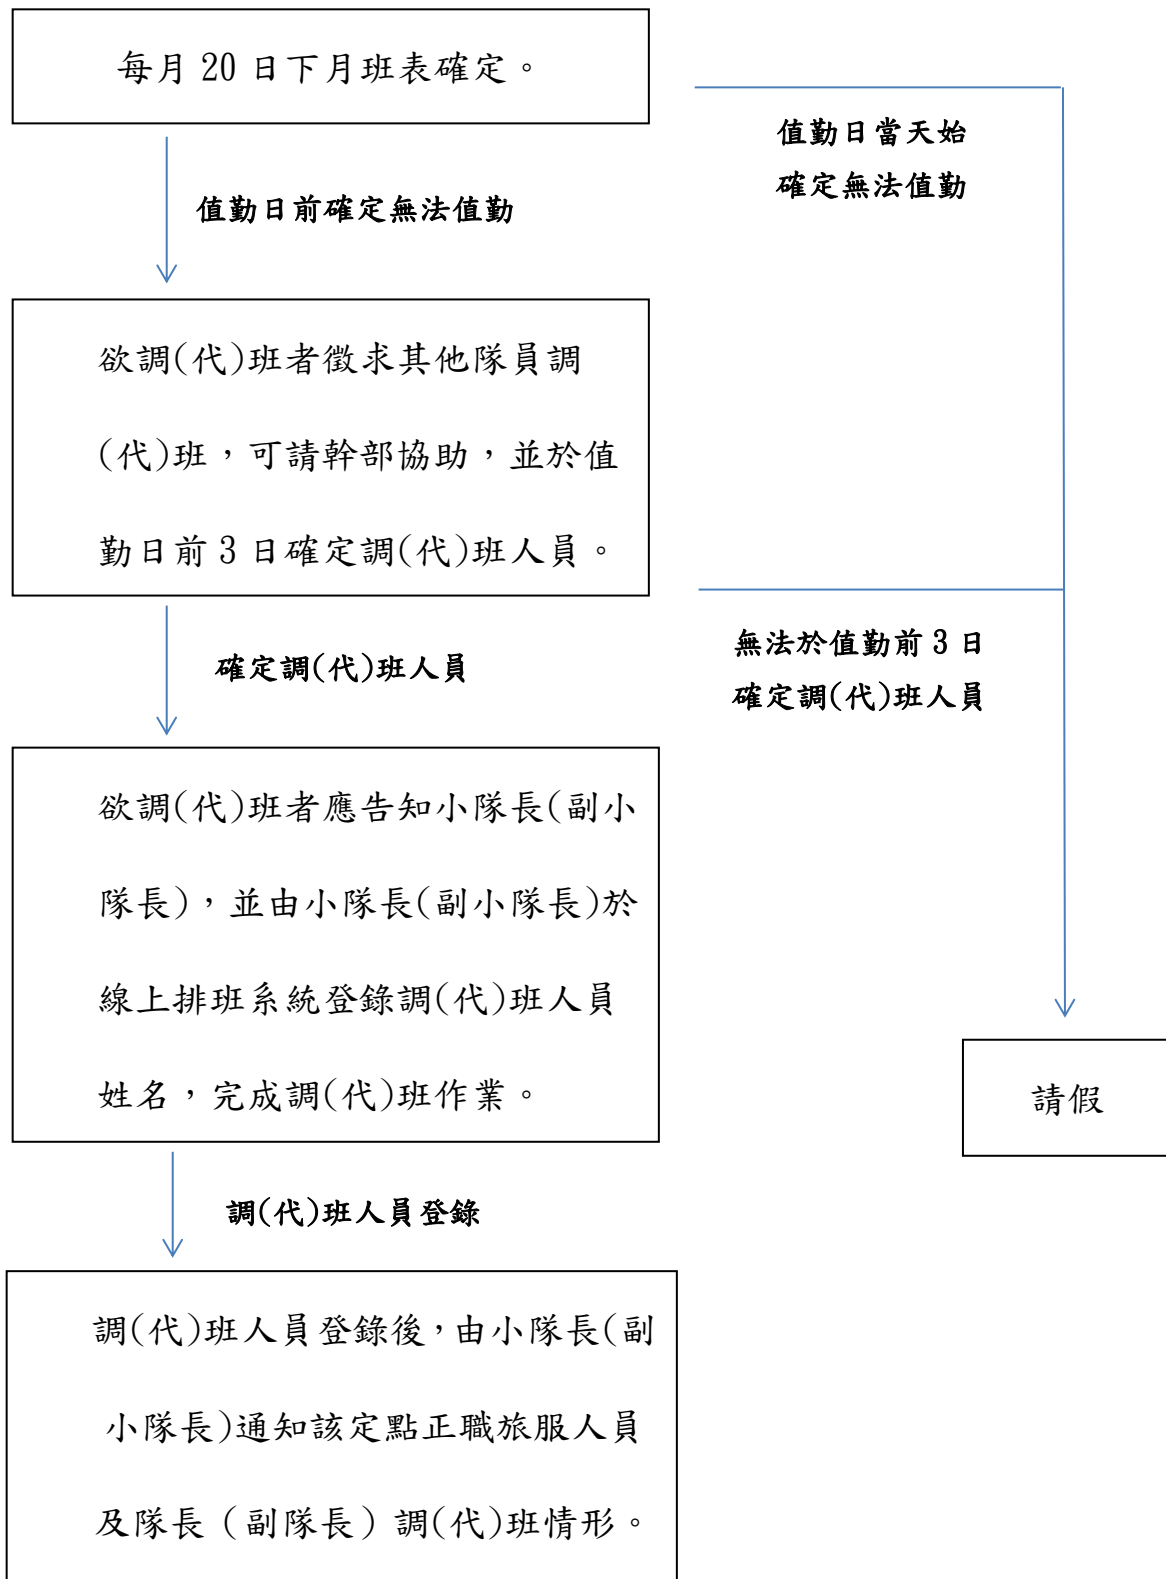 每月 20 日下月班表確定。
值勤日當天始
確定無法值勤
值勤日前確定無法值勤
欲調(代)班者徵求其他隊員調
(代)班，可請幹部協助，並於值
勤日前 3 日確定調(代)班人員。
無法於值勤前 3 日
確定調(代)班人員
確定調(代)班人員
欲調(代)班者應告知小隊長(副小
隊長)，並由小隊長(副小隊長)於
線上排班系統登錄調(代)班人員
姓名，完成調(代)班作業。
請假
調(代)班人員登錄
調(代)班人員登錄後，由小隊長(副
小隊長)通知該定點正職旅服人員
及隊長（副隊長）調(代)班情形。